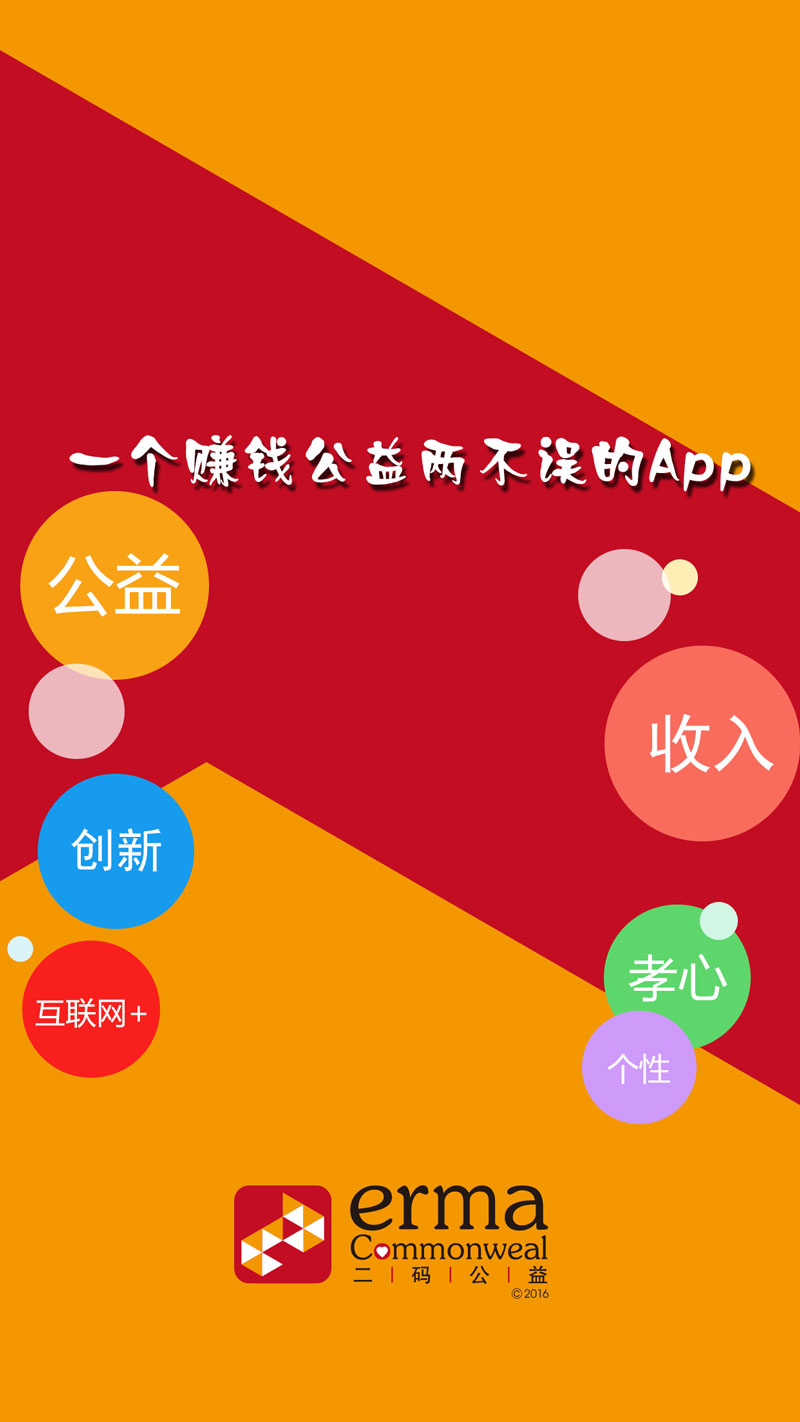 一个赚钱公益两不误的App
公益
收入
创新
孝心
互联网+
个性
erma
Commonweal
二|码|公|益
©2016